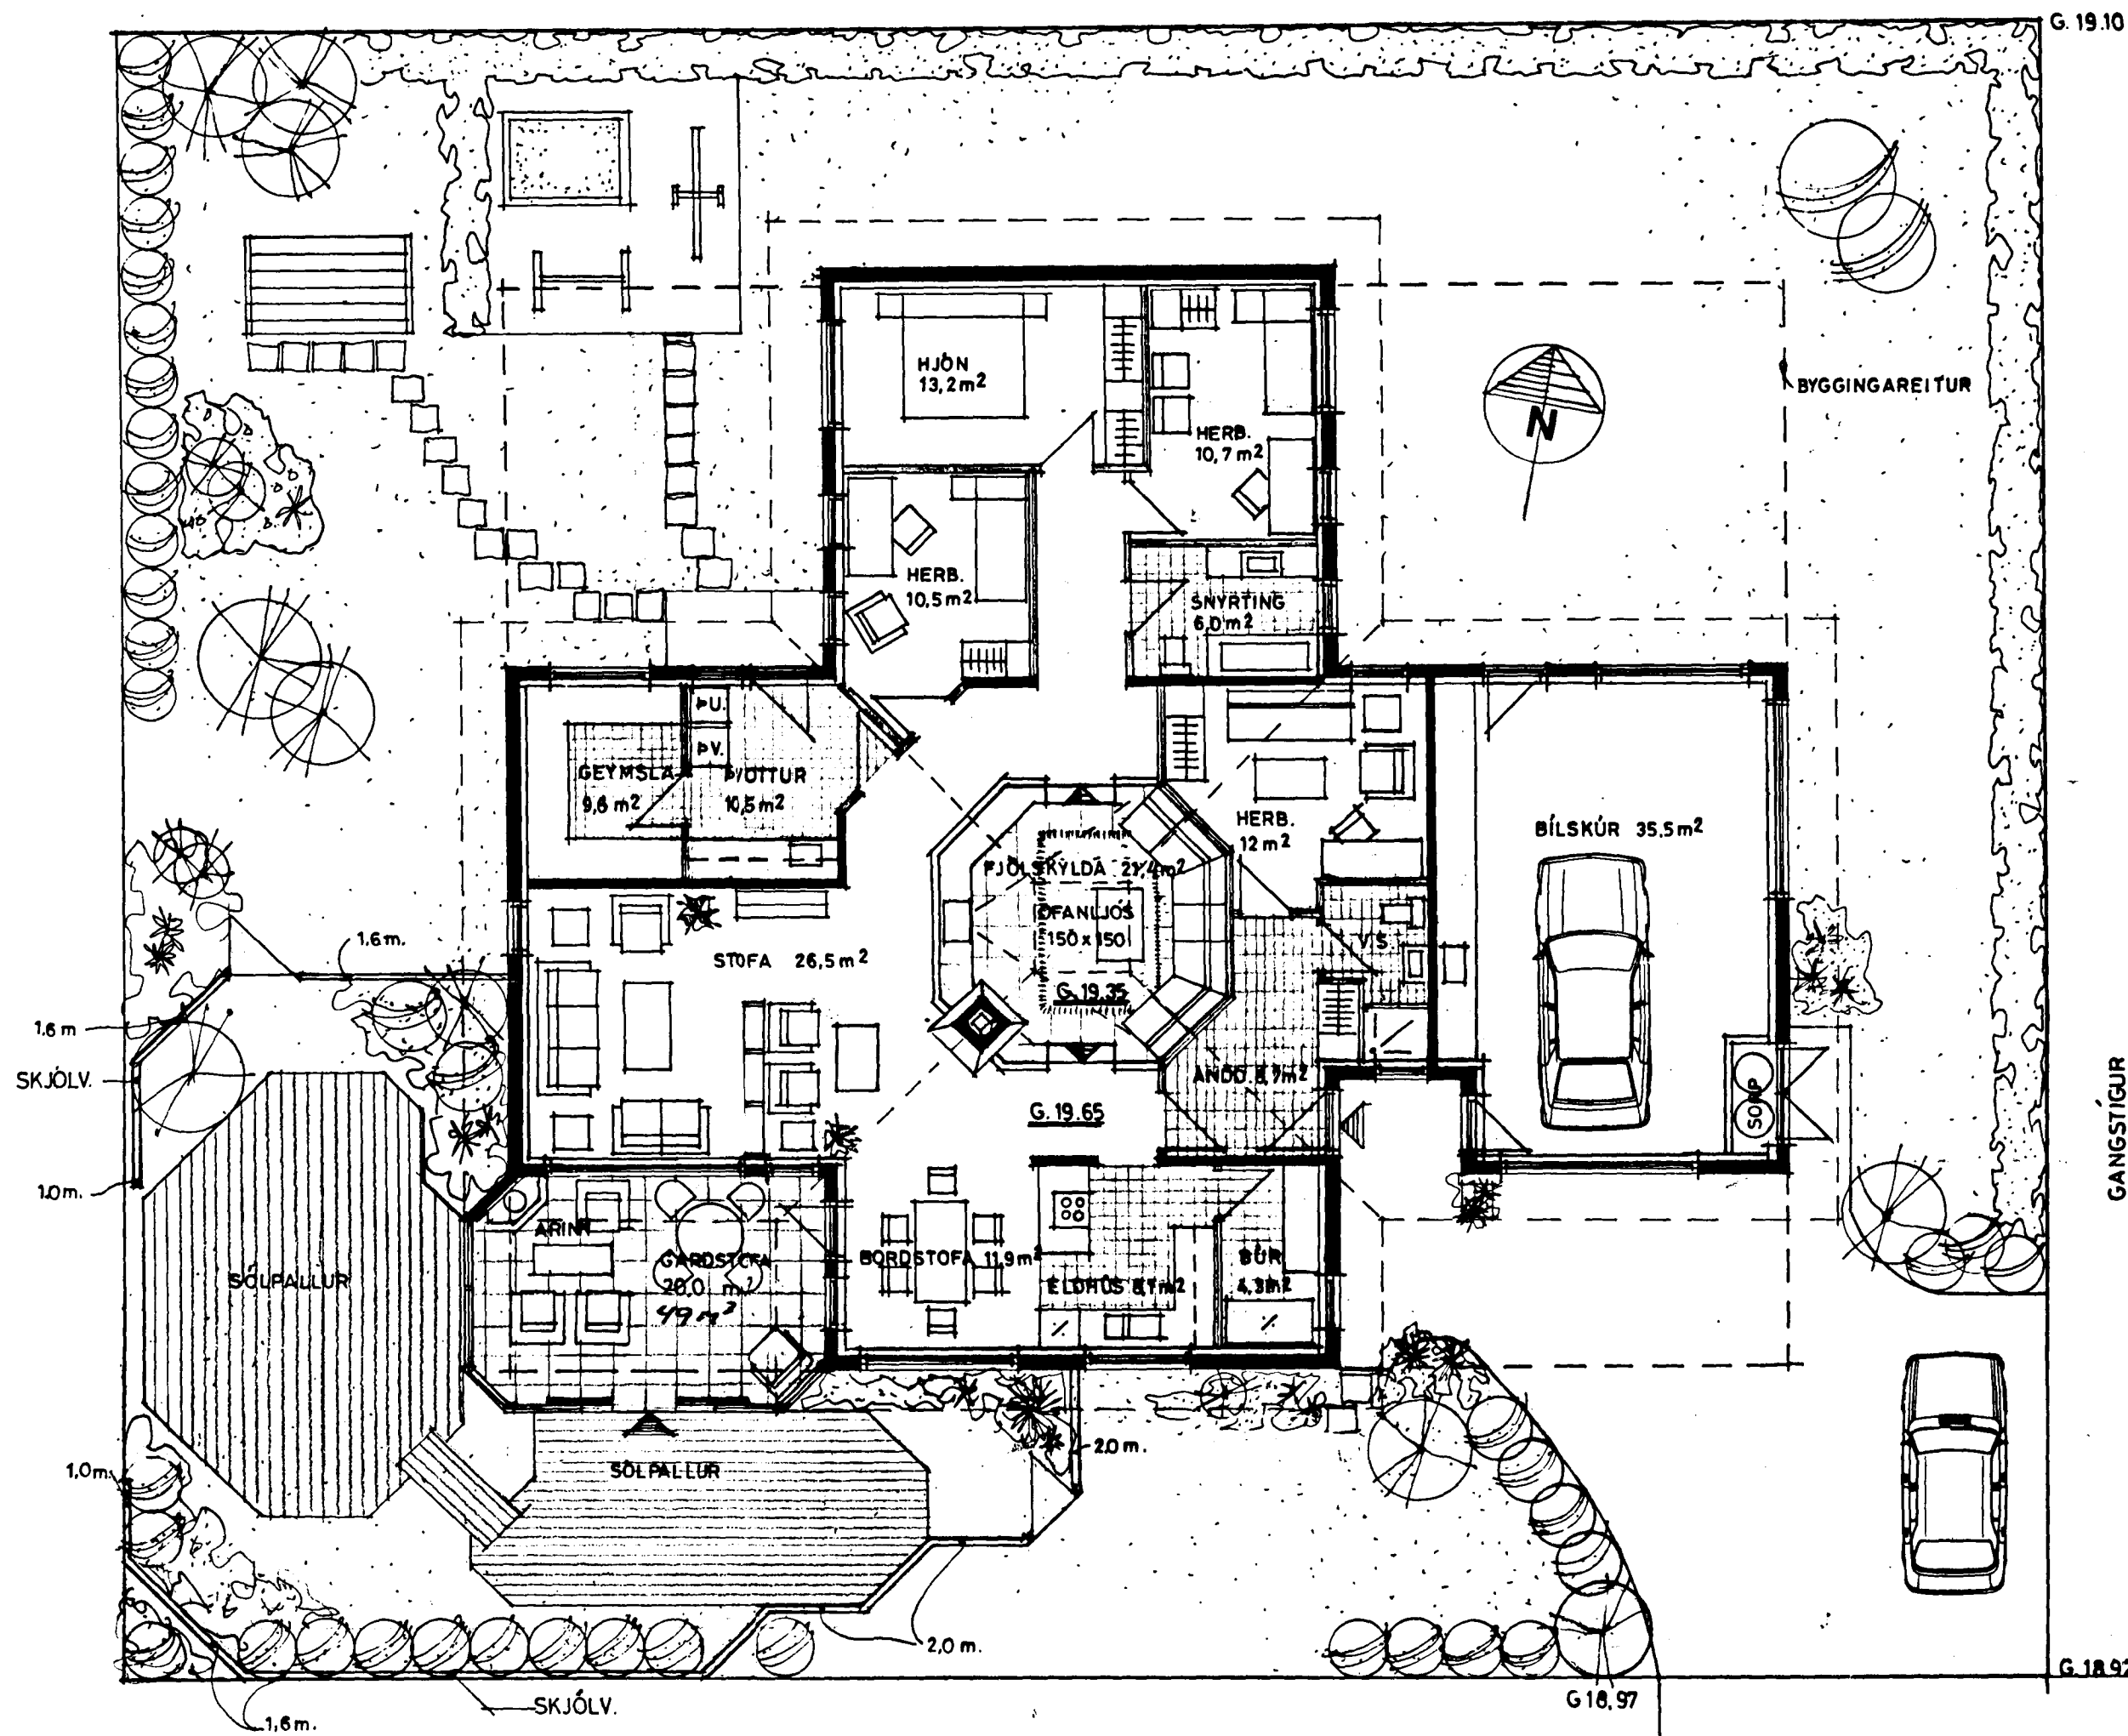 G. 19.10
BYGGINGAREITUR
N
HJÓN
13,2 m²
HERB.
10,7 m²
HERB.
10,5 m²
SNYRTING
6,0 m²
ÞU.
ÞV.
GEYMSLA
9,6 m²
ÞVOTTUR
10,5 m²
HERB.
12 m²
BÍLSKÚR 35,5 m²
FJÖLSKYLDA 21,4 m²
OFANLJÓS
150 x 150
G. 19.35
STOFA 26,5 m²
V.S.
1,6 m.
1.6 m
SKJÓLV.
1.0 m.
ANDD. 8,7 m²
G. 19.65
SORP
GANGSTÍGUR
ARINN
GARÐSTOFA
20,0 m²
49 m³
BORÐSTOFA 11,9 m²
ELDHÚS m²
BÚR
4,3 m²
SÓLPALLUR
SÓLPALLUR
2.0 m.
1,0 m.
2,0 m.
SKJÓLV.
1,6 m.
G 18,97
G. 18.92